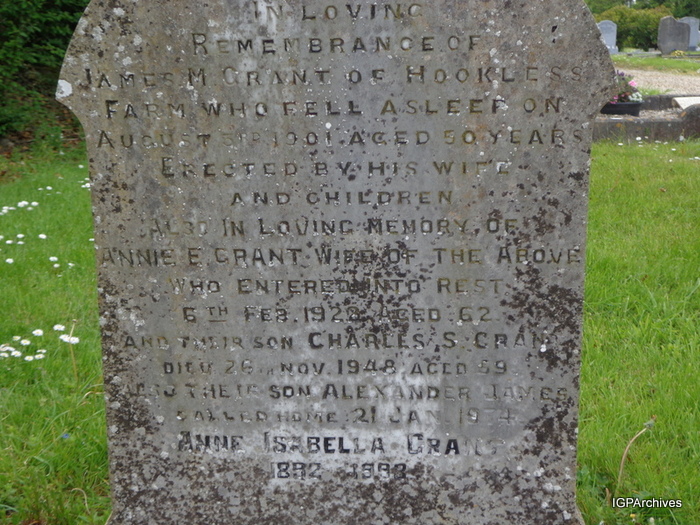 IN LOVING
REMEMBRANCE OF
JAMES M. GRANT OF HOOKLESS
FARM WHO FELL ASLEEP ON
AUGUST 1901, AGED 50 YEARS
ERECTED BY HIS WIFE
AND CHILDREN
ALSO IN LOVING MEMORY OF
ANNIE E. GRANT WIFE OF THE ABOVE
WHO ENTERED INTO REST
6TH FEB. AGED 62
AND THEIR SON CHARLES S. GRANT
DIED NOV. 1948, AGED 59
ALSO THEIR SON ALEXANDER JAMES
CALLED HOME 21 JAN. 1974
ANNE ISABELLA GRANT
IGPArchives